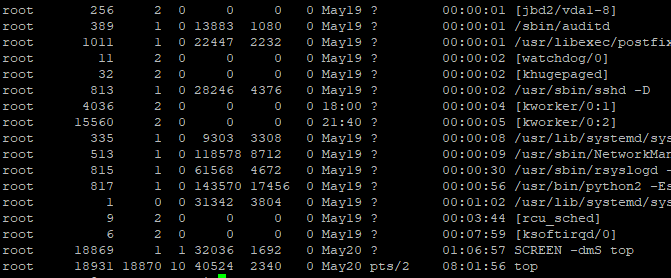 root 256 2 0 0 0 0 May19 ? 00:00:01 [jbd2/vda1-8]
root 389 1 0 13883 1080 0 May19 ? 00:00:01 /sbin/auditd
root 1011 1 0 22447 2232 0 May19 ? 00:00:01 /usr/libexec/postfix
root 11 2 0 0 0 0 May19 ? 00:00:02 [watchdog/0]
root 32 2 0 0 0 0 May19 ? 00:00:02 [khugepaged]
root 813 1 0 28246 4376 0 May19 ? 00:00:02 /usr/sbin/sshd -D
root 4036 2 0 0 0 0 18:00 ? 00:00:04 [kworker/0:1]
root 15560 2 0 0 0 0 21:40 ? 00:00:05 [kworker/0:2]
root 335 1 0 9303 3308 0 May19 ? 00:00:08 /usr/lib/systemd/sys
root 513 1 0 118578 8712 0 May19 ? 00:00:09 /usr/sbin/NetworkMan
root 815 1 0 61568 4672 0 May19 ? 00:00:30 /usr/sbin/rsyslogd -
root 817 1 0 143570 17456 0 May19 ? 00:00:56 /usr/bin/python2 -Es
root 1 0 0 31342 3804 0 May19 ? 00:01:02 /usr/lib/systemd/sys
root 9 2 0 0 0 0 May19 ? 00:03:44 [rcu_sched]
root 6 2 0 0 0 0 May19 ? 00:07:59 [ksoftirqd/0]
root 18869 1 1 32036 1692 0 May20 ? 01:06:57 SCREEN -dmS top
root 18931 18870 10 40524 2340 0 May20 pts/2 08:01:56 top